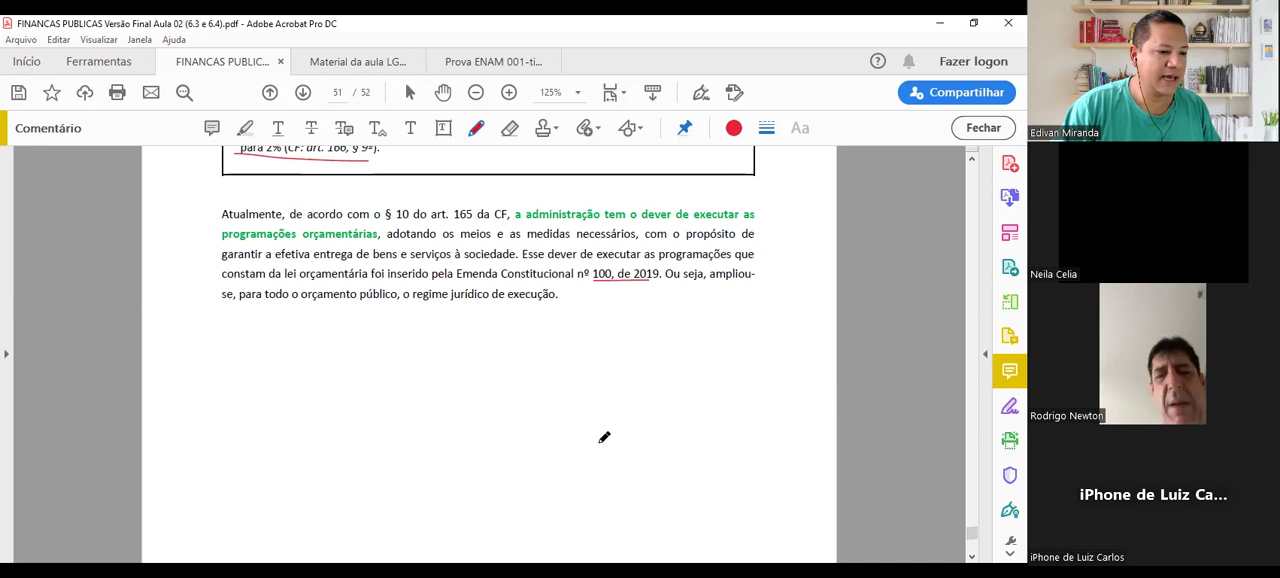 FINANCAS PUBLICAS Versão Final Aula 02 (6.3 e 6.4).pdf - Adobe Acrobat Pro DC
Arquivo Editar Visualizar Janela Ajuda
Início Ferramentas FINANCAS PUBLIC... × Material da aula LG... Prova ENAM 001-ti... Fazer logon
51 / 52 125% Compartilhar
Comentário Aa Fechar
para 2% (CF: art. 166, § 9º).
Atualmente, de acordo com o § 10 do art. 165 da CF, a administração tem o dever de executar as
programações orçamentárias, adotando os meios e as medidas necessários, com o propósito de
garantir a efetiva entrega de bens e serviços à sociedade. Esse dever de executar as programações que
constam da lei orçamentária foi inserido pela Emenda Constitucional nº 100, de 2019. Ou seja, ampliou-
se, para todo o orçamento público, o regime jurídico de execução.
Edivan Miranda
Neila Celia
Rodrigo Newton
iPhone de Luiz Ca...
iPhone de Luiz Carlos